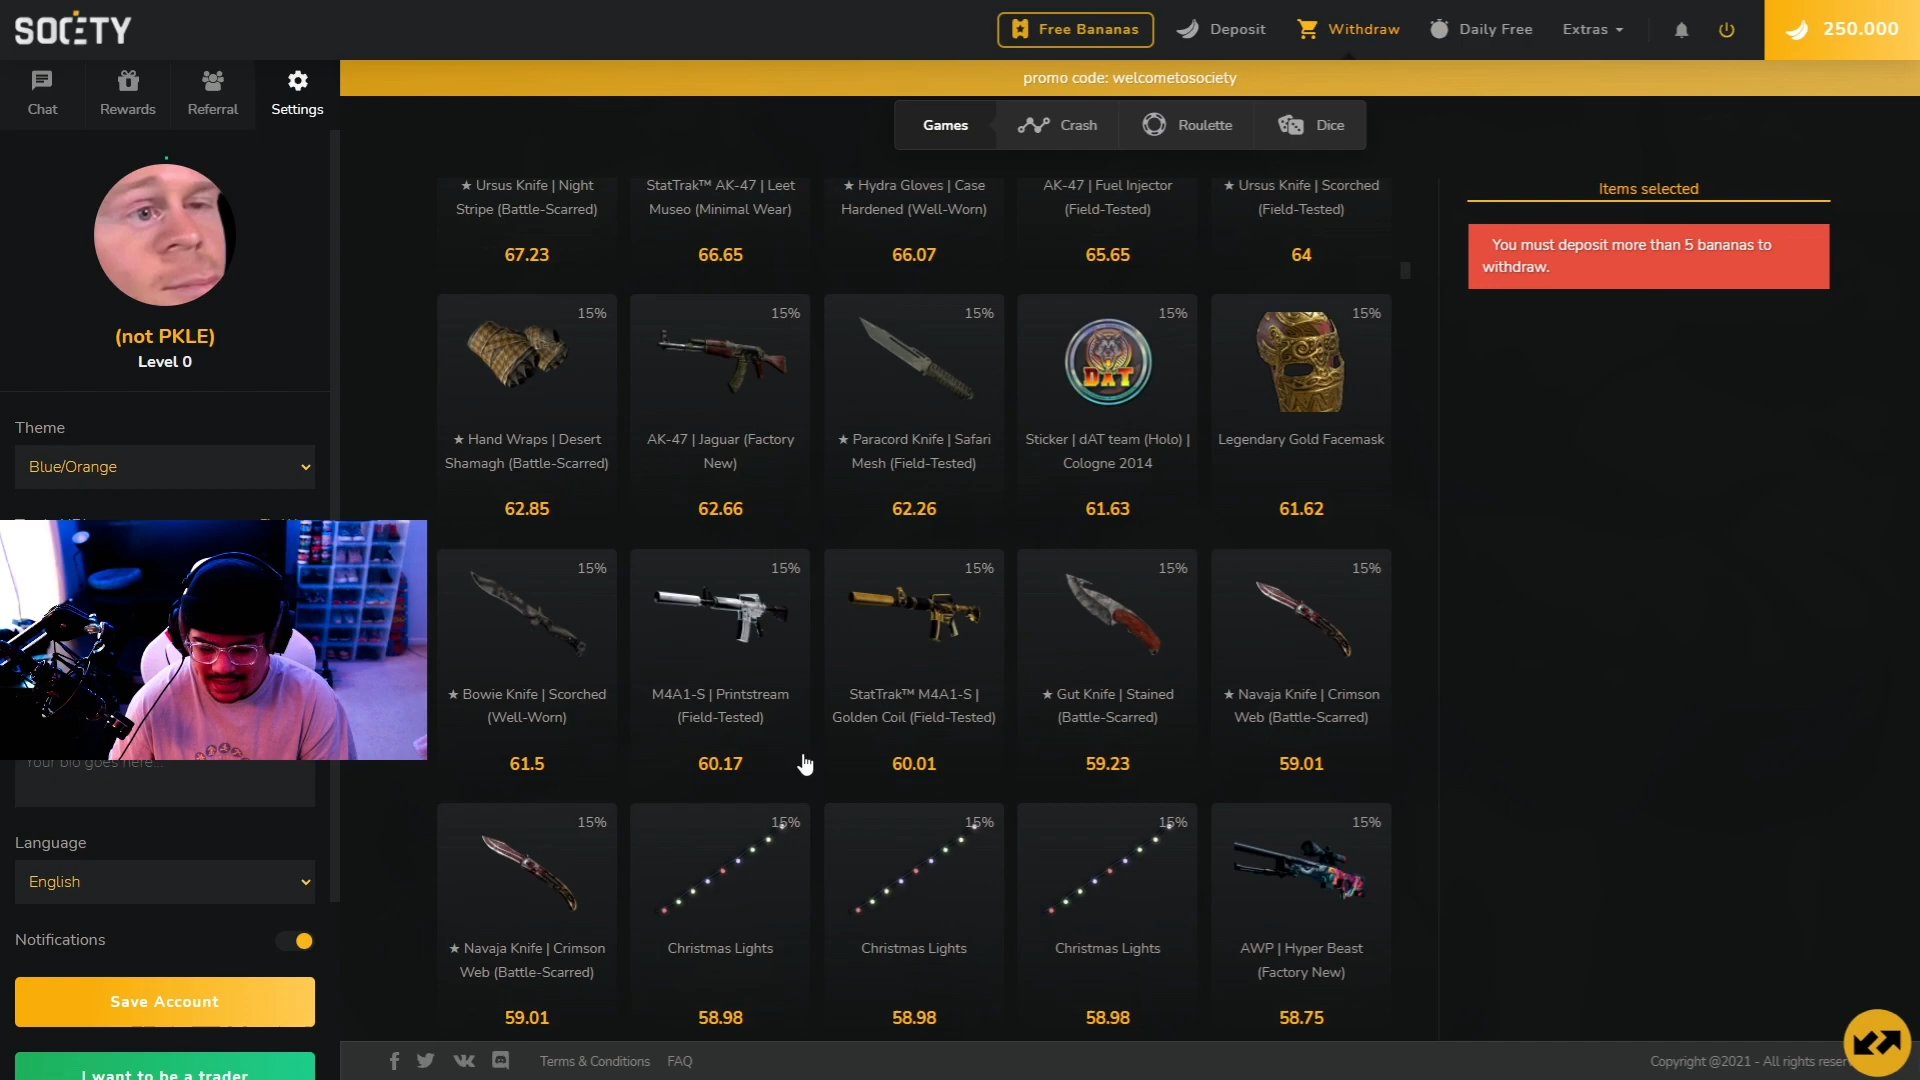 SOCIETY
Free Bananas
Deposit
Withdraw
Daily Free
Extras
250.000
Chat
Rewards
Referral
Settings
promo code: welcometosociety
Games
Crash
Roulette
Dice
(not PKLE)
Level 0
Theme
Blue/Orange
Your bio goes here...
Language
English
Notifications
Save Account
I want to be a trader
★ Ursus Knife | Night
Stripe (Battle-Scarred)
67.23
StatTrak™ AK-47 | Leet
Museo (Minimal Wear)
66.65
★ Hydra Gloves | Case
Hardened (Well-Worn)
66.07
AK-47 | Fuel Injector
(Field-Tested)
65.65
★ Ursus Knife | Scorched
(Field-Tested)
64
15%
★ Hand Wraps | Desert
Shamagh (Battle-Scarred)
62.85
15%
AK-47 | Jaguar (Factory
New)
62.66
15%
★ Paracord Knife | Safari
Mesh (Field-Tested)
62.26
15%
DAT
Sticker | dAT team (Holo) |
Cologne 2014
61.63
15%
Legendary Gold Facemask
61.62
15%
★ Bowie Knife | Scorched
(Well-Worn)
61.5
15%
M4A1-S | Printstream
(Field-Tested)
60.17
15%
StatTrak™ M4A1-S |
Golden Coil (Field-Tested)
60.01
15%
★ Gut Knife | Stained
(Battle-Scarred)
59.23
15%
★ Navaja Knife | Crimson
Web (Battle-Scarred)
59.01
15%
★ Navaja Knife | Crimson
Web (Battle-Scarred)
59.01
15%
Christmas Lights
58.98
15%
Christmas Lights
58.98
15%
Christmas Lights
58.98
15%
AWP | Hyper Beast
(Factory New)
58.75
Items selected
You must deposit more than 5 bananas to
withdraw.
Terms & Conditions
FAQ
Copyright @2021 - All rights reser